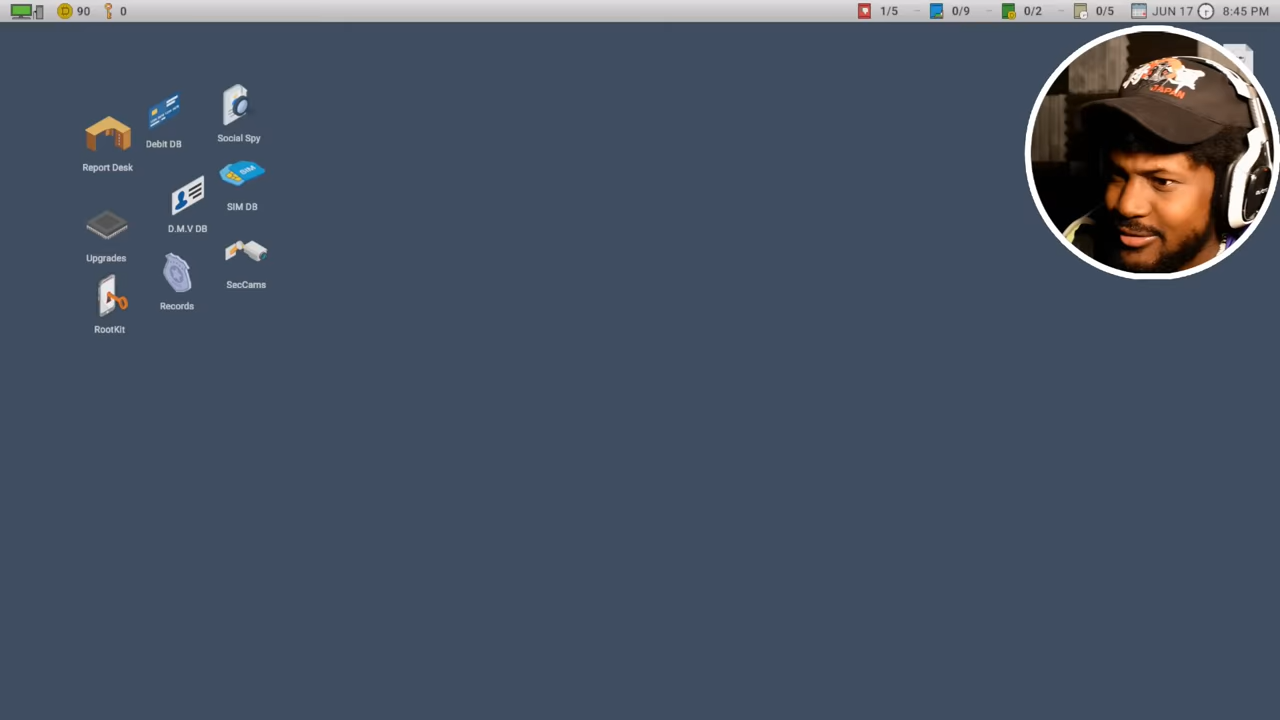 90 0 1/5 0/9 0/2 0/5 JUN 17 8:45 PM
Debit DB
Social Spy
Report Desk
SIM
SIM DB
D.M.V DB
Upgrades
SecCams
Records
RootKit
JAPAN